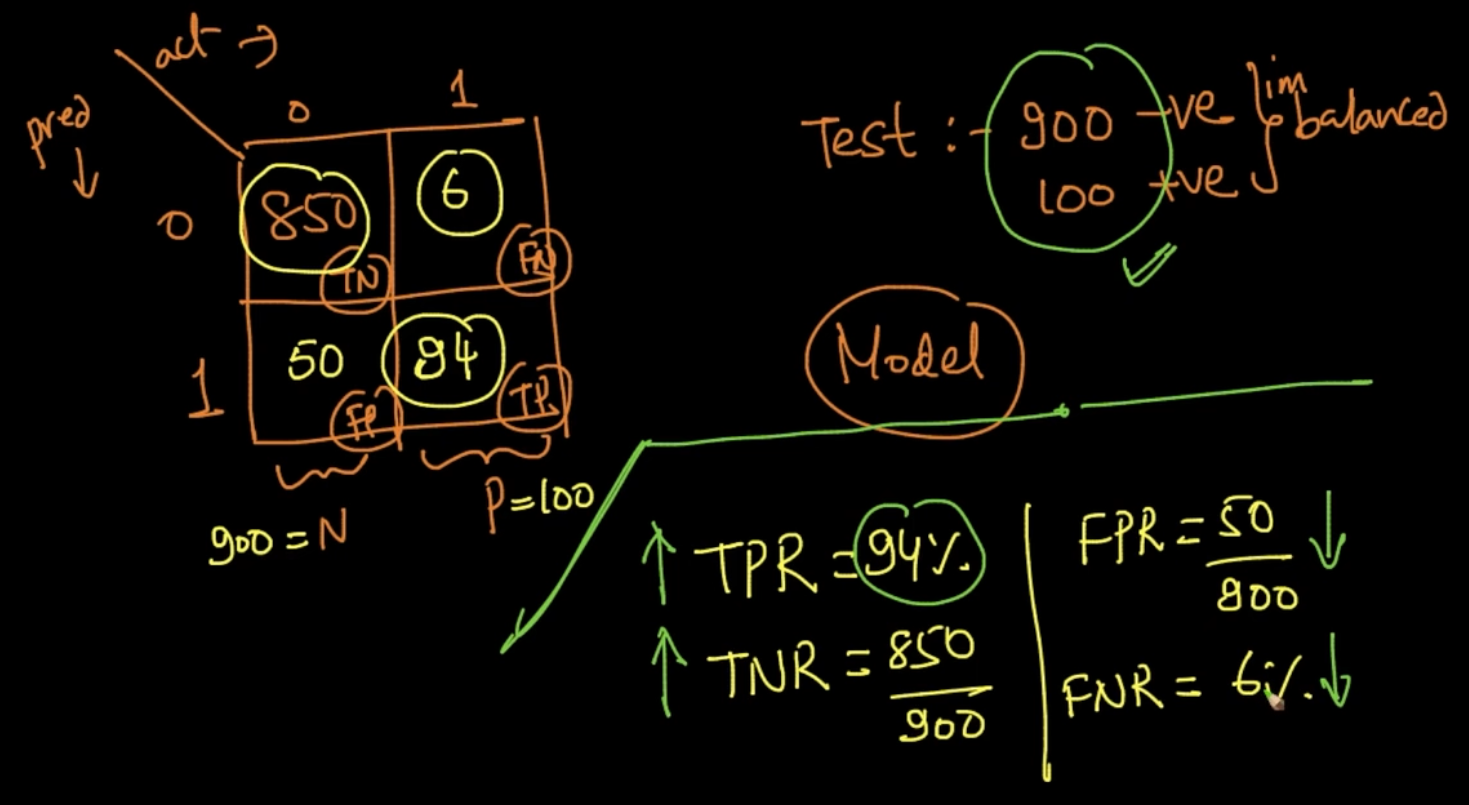 act →
pred ↓
0 1
0 850 TN 6 FN
1 50 FP 94 TP
900 = N
P = 100
Test :- 900 -ve
100 +ve
im
balanced
Model
↑ TPR = 94%
↑ TNR = 850/900
FPR = 50/900 ↓
FNR = 6% ↓